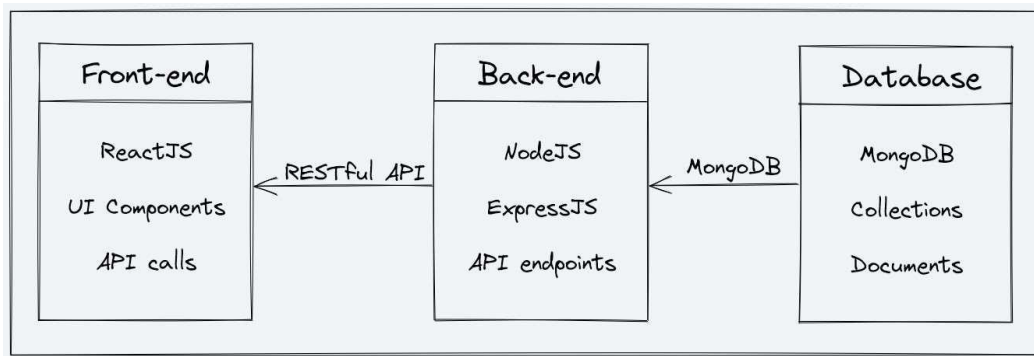 Front-end
ReactJS
UI Components
API calls
RESTful API
Back-end
NodeJS
ExpressJS
API endpoints
MongoDB
Database
MongoDB
Collections
Documents